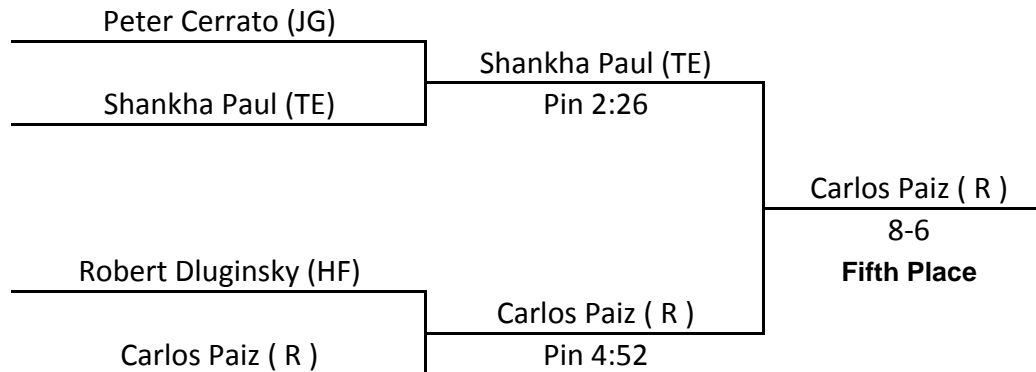 Peter Cerrato (JG)
Shankha Paul (TE)
Shankha Paul (TE)
Pin 2:26
Carlos Paiz ( R )
8-6
Fifth Place
Robert Dluginsky (HF)
Carlos Paiz ( R )
Carlos Paiz ( R )
Pin 4:52